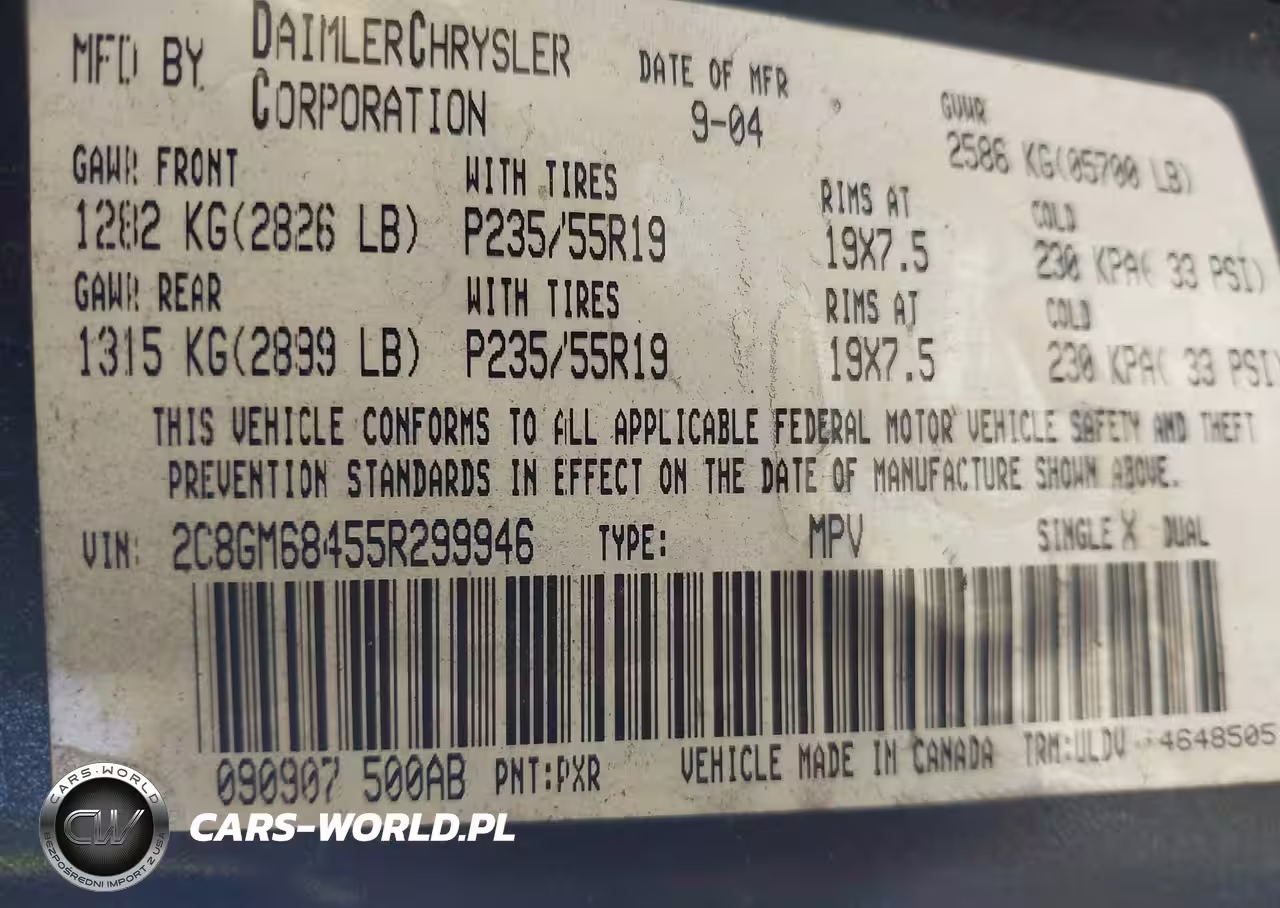 MFD BY DAIMLERCHRYSLER CORPORATION
DATE OF MFR
9-04
GVWR
2586 KG(05700 LB)
GAWR FRONT WITH TIRES RIMS AT COLD
1282 KG(2826 LB) P235/55R19 19X7.5 230 KPA( 33 PSI)
GAWR REAR WITH TIRES RIMS AT COLD
1315 KG(2899 LB) P235/55R19 19X7.5 230 KPA( 33 PSI
THIS VEHICLE CONFORMS TO ALL APPLICABLE FEDERAL MOTOR VEHICLE SAFETY AND THEFT
PREVENTION STANDARDS IN EFFECT ON THE DATE OF MANUFACTURE SHOWN ABOVE.
VIN: 2C8GM68455R299946 TYPE: MPV SINGLE X DUAL
090907 500AB PNT:PXR VEHICLE MADE IN CANADA TRM:ULDV 4648505
CARS-WORLD
CW
BEZPOŚREDNI IMPORT Z USA
CARS-WORLD.PL